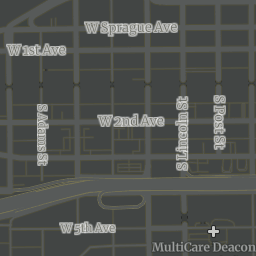 W Sprague Ave
W 1st Ave
S Adams St
W 2nd Ave
S Lincoln St
S Post St
W 5th Ave
MultiCare Deacon